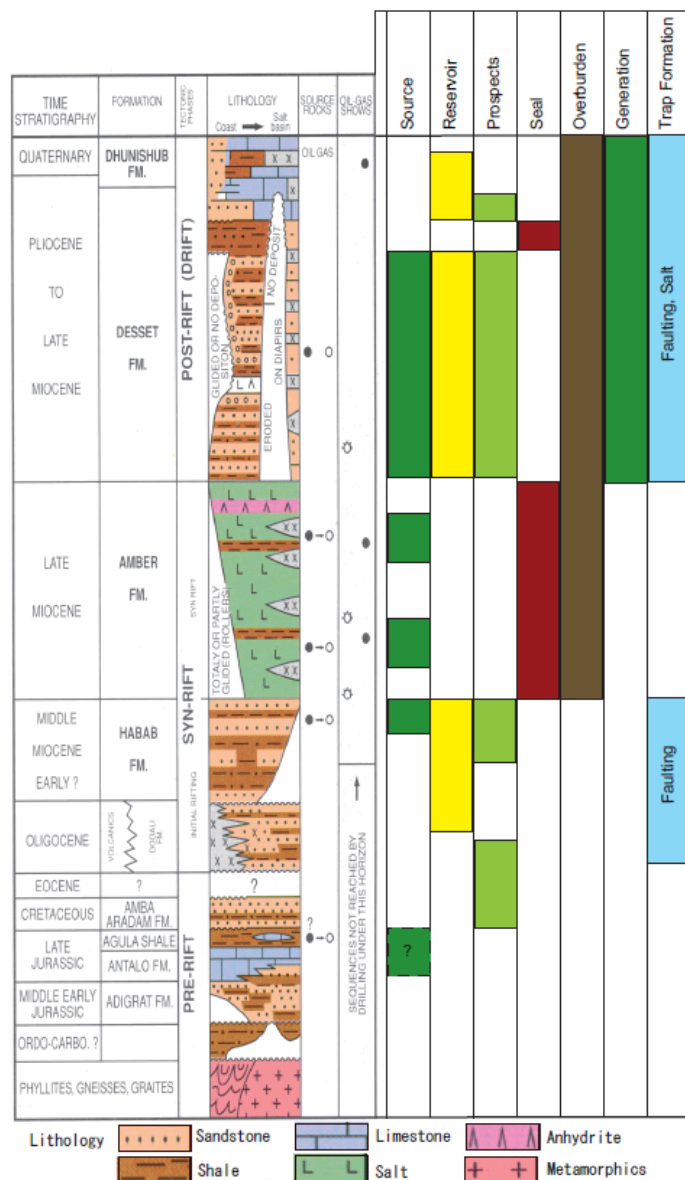 Source
Reservoir
Prospects
Seal
Overburden
Generation
Trap Formation
TIME
STRATIGRAPHY
FORMATION
TECTONIC
PHASES
LITHOLOGY
Coast
Salt
basin
SOURCE
ROCKS
OIL-GAS
SHOWS
QUATERNARY
DHUNISHUB
FM.
OIL GAS
PLIOCENE
TO
LATE
MIOCENE
DESSET
FM.
POST-RIFT (DRIFT)
GLIDED OR NO DEPO-
SITON
ERODED
NO DEPOSIT
ON DIAPIRS
Faulting, Salt
LATE
MIOCENE
AMBER
FM.
SYN RIFT
TOTALY OR PARTLY
GLIDED (ROLLERS)
SYN-RIFT
MIDDLE
MIOCENE
EARLY ?
HABAB
FM.
INITIAL RIFTING
Faulting
OLIGOCENE
VOLCANICS
DOGALI
FM.
EOCENE
?
?
CRETACEOUS
AMBA
ARADAM FM.
?
LATE
JURASSIC
AGULA SHALE
ANTALO FM.
?
PRE-RIFT
SEQUENCES NOT REACHED BY
DRILLING UNDER THIS HORIZON
MIDDLE EARLY
JURASSIC
ADIGRAT FM.
ORDO-CARBO. ?
PHYLLITES, GNEISSES, GRAITES
Lithology
Sandstone
Limestone
Anhydrite
Shale
Salt
Metamorphics